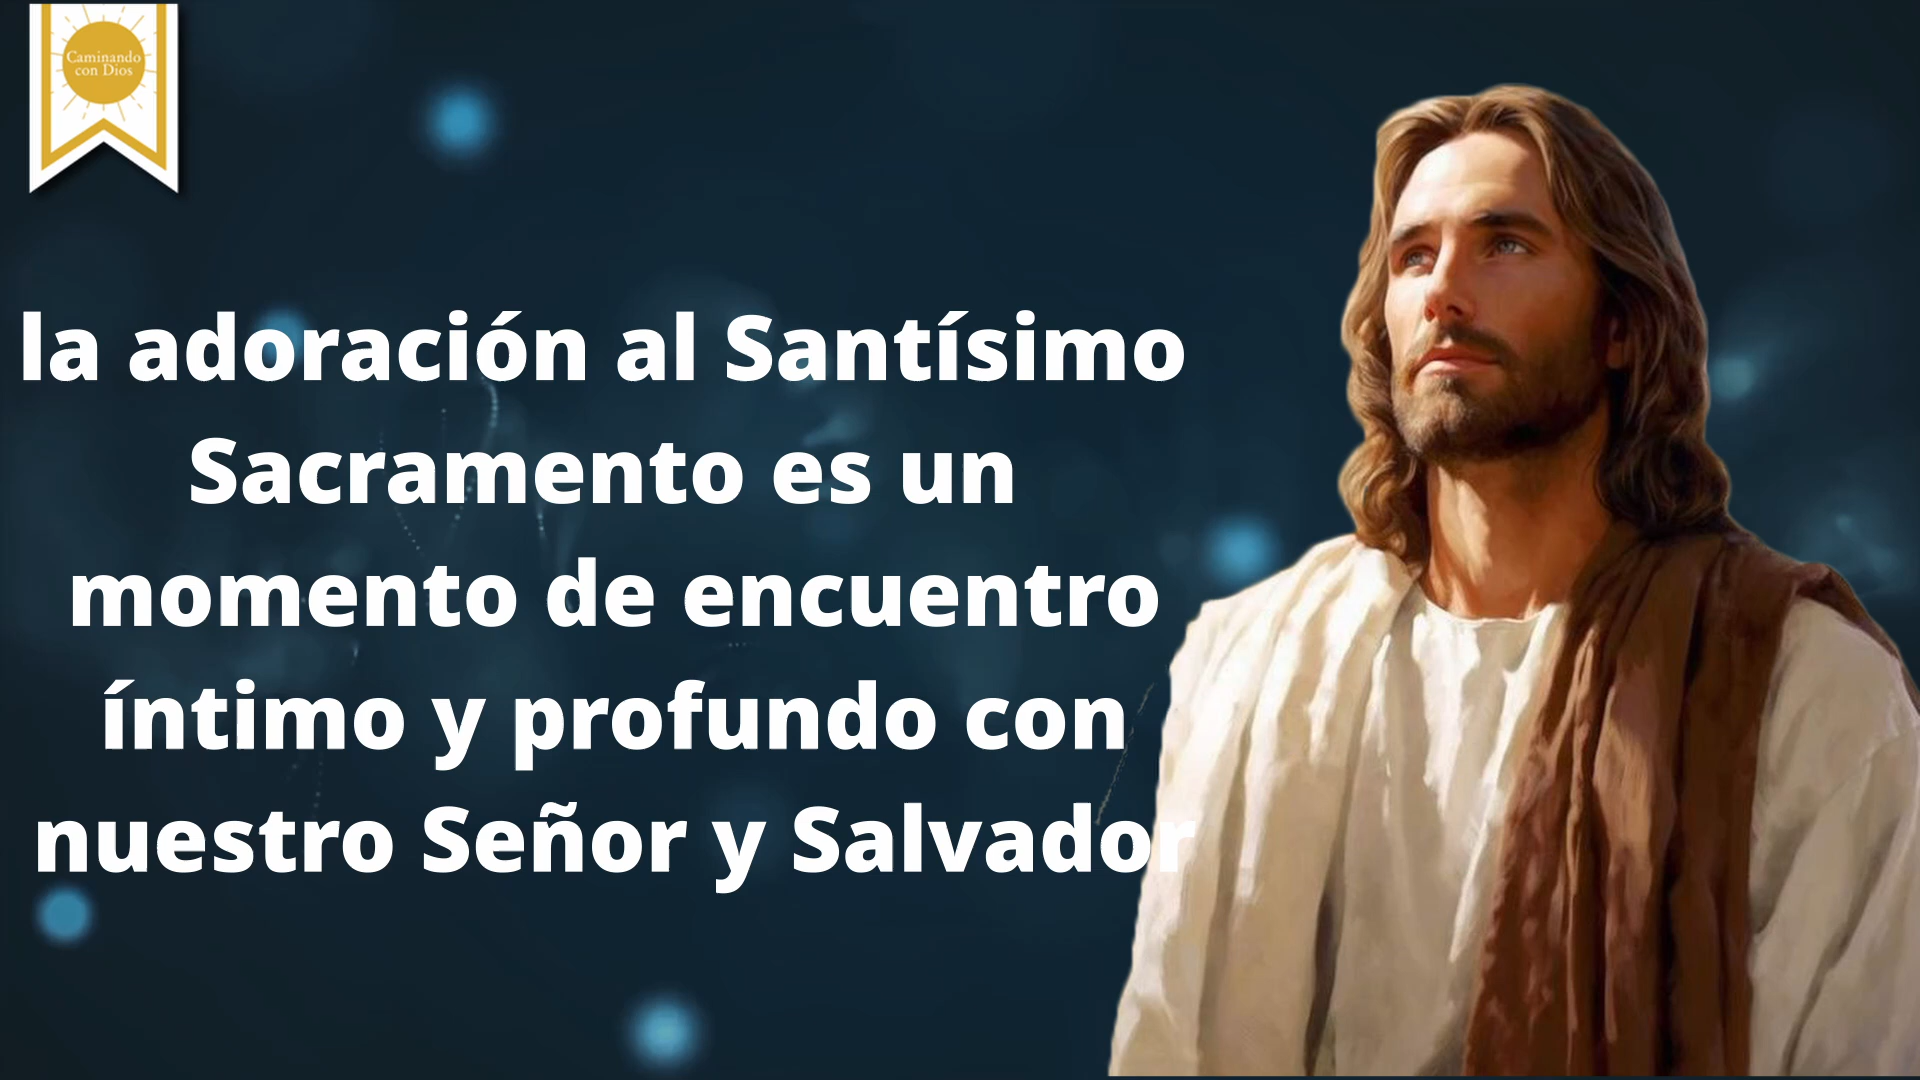 Caminando
con Dios
la adoración al Santísimo
Sacramento es un
momento de encuentro
íntimo y profundo con
nuestro Señor y Salvador